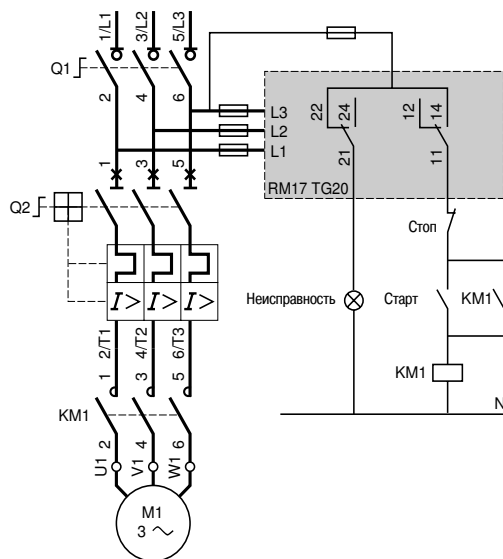 1/L1 3/L2 5/L3
Q1
2 4 6
L3
L2
L1
22 24 12 14
21 11
RM17 TG20
1 3 5
Q2
I> I> I>
2/T1 4/T2 6/T3
Стоп
Неисправность
Старт
KM1
KM1
N
1 3 5
KM1
2 4 6
U1 V1 W1
M1
3 ~